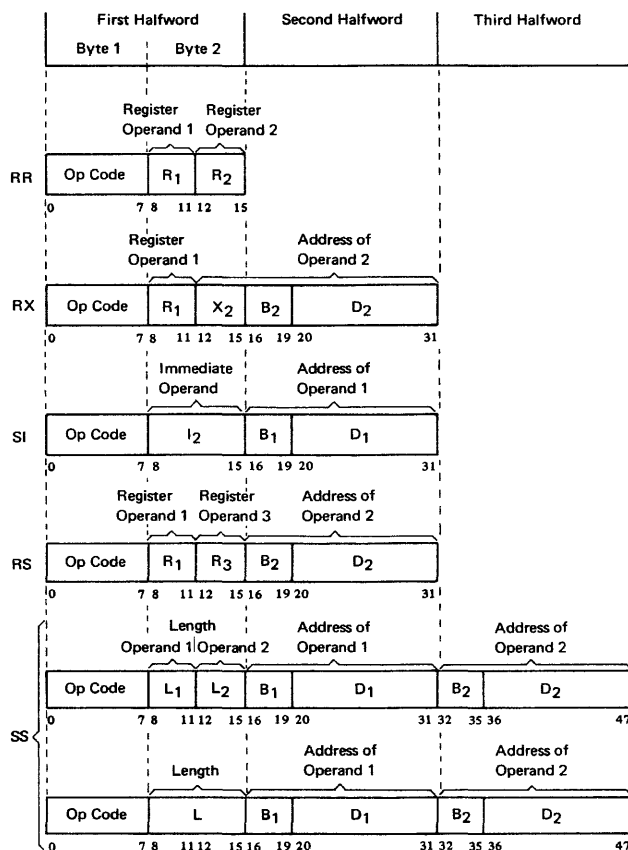 First Halfword Second Halfword Third Halfword
Byte 1 Byte 2
Register Register
Operand 1 Operand 2
RR Op Code R1 R2
0 7 8 11 12 15
Register Address of
Operand 1 Operand 2
RX Op Code R1 X2 B2 D2
0 7 8 11 12 15 16 19 20 31
Immediate Address of
Operand Operand 1
SI Op Code I2 B1 D1
0 7 8 15 16 19 20 31
Register Register Address of
Operand 1 Operand 3 Operand 2
RS Op Code R1 R3 B2 D2
0 7 8 11 12 15 16 19 20 31
Length Address of Address of
Operand 1 Operand 2 Operand 1 Operand 2
Op Code L1 L2 B1 D1 B2 D2
0 7 8 11 12 15 16 19 20 31 32 35 36 47
SS
Address of Address of
Length Operand 1 Operand 2
Op Code L B1 D1 B2 D2
0 7 8 15 16 19 20 31 32 35 36 47